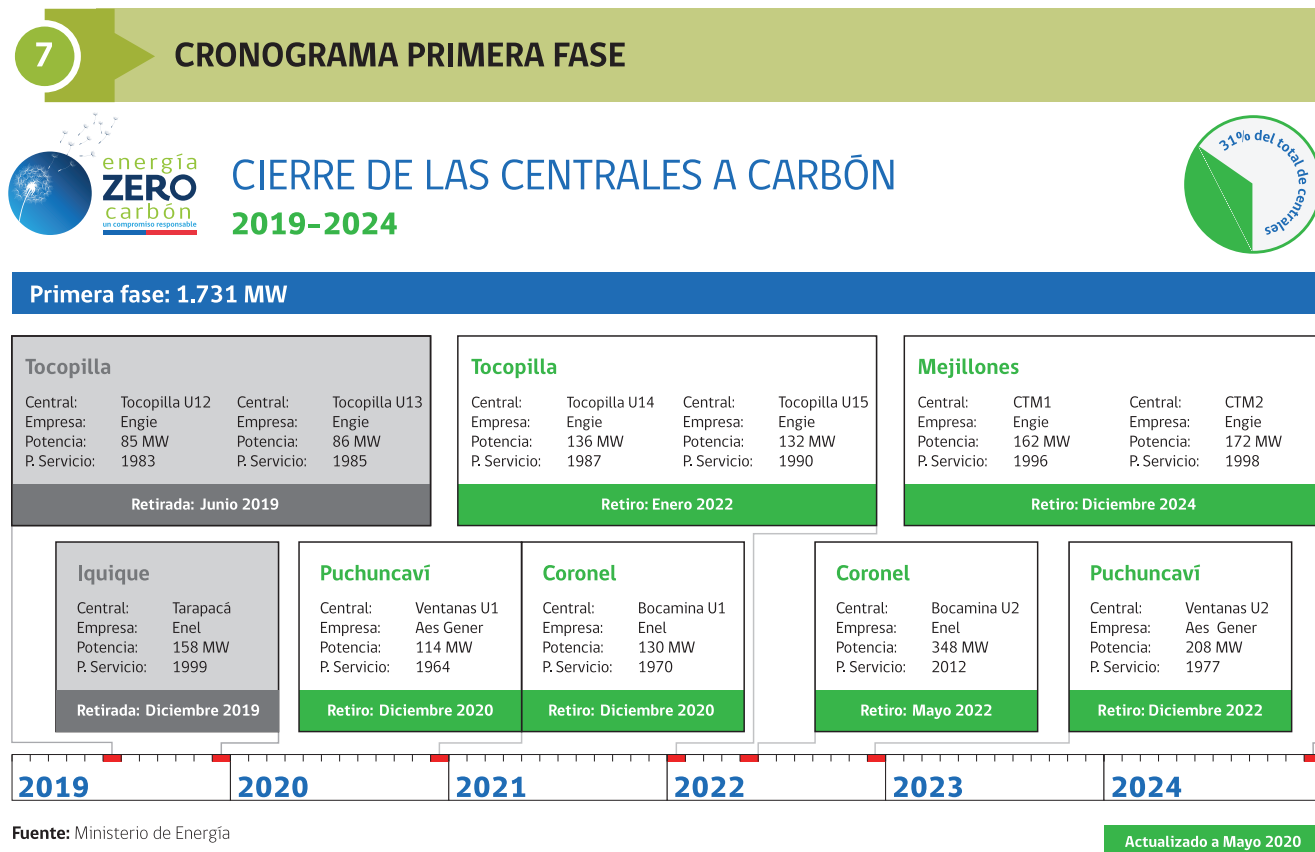 7
CRONOGRAMA PRIMERA FASE
energía
ZERO
carbón
un compromiso responsable
CIERRE DE LAS CENTRALES A CARBÓN
2019-2024
31% del total de centrales
Primera fase: 1.731 MW
Tocopilla
Central: Tocopilla U12 Central: Tocopilla U13
Empresa: Engie Empresa: Engie
Potencia: 85 MW Potencia: 86 MW
P. Servicio: 1983 P. Servicio: 1985
Retirada: Junio 2019
Tocopilla
Central: Tocopilla U14 Central: Tocopilla U15
Empresa: Engie Empresa: Engie
Potencia: 136 MW Potencia: 132 MW
P. Servicio: 1987 P. Servicio: 1990
Retiro: Enero 2022
Mejillones
Central: CTM1 Central: CTM2
Empresa: Engie Empresa: Engie
Potencia: 162 MW Potencia: 172 MW
P. Servicio: 1996 P. Servicio: 1998
Retiro: Diciembre 2024
Iquique
Central: Tarapacá
Empresa: Enel
Potencia: 158 MW
P. Servicio: 1999
Retirada: Diciembre 2019
Puchuncaví
Central: Ventanas U1
Empresa: Aes Gener
Potencia: 114 MW
P. Servicio: 1964
Retiro: Diciembre 2020
Coronel
Central: Bocamina U1
Empresa: Enel
Potencia: 130 MW
P. Servicio: 1970
Retiro: Diciembre 2020
Coronel
Central: Bocamina U2
Empresa: Enel
Potencia: 348 MW
P. Servicio: 2012
Retiro: Mayo 2022
Puchuncaví
Central: Ventanas U2
Empresa: Aes Gener
Potencia: 208 MW
P. Servicio: 1977
Retiro: Diciembre 2022
2019 2020 2021 2022 2023 2024
Fuente: Ministerio de Energía
Actualizado a Mayo 2020